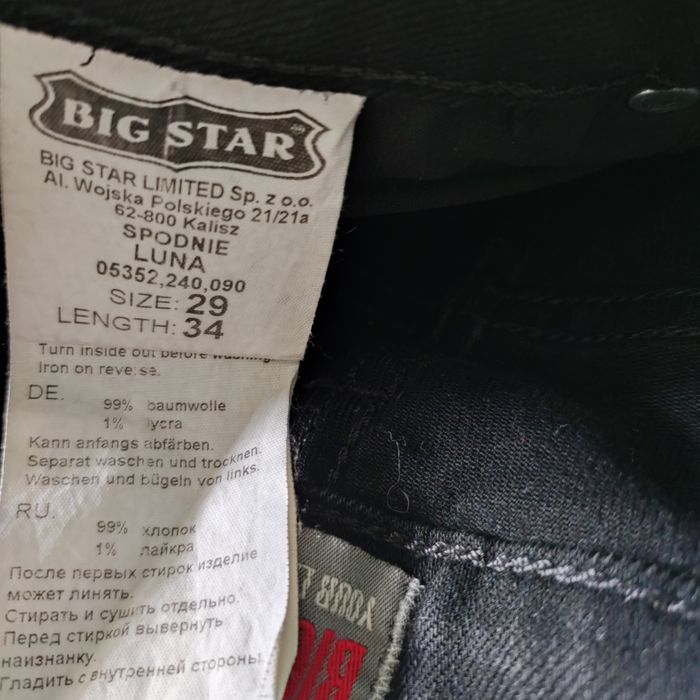 BIG STAR
BIG STAR LIMITED Sp. z o.o.
Al. Wojska Polskiego 21/21a
62-800 Kalisz
SPODNIE
LUNA
05352,240,090
SIZE: 29
LENGTH: 34
Turn inside out before washing.
Iron on reverse.
DE.
99% baumwolle
1% lycra
Kann anfangs abfärben.
Separat waschen und trocknen.
Waschen und bügeln von links.
RU.
99% хлопок
1% лайкра
После первых стирок изделие
может линять.
Стирать и сушить отдельно.
Перед стиркой вывернуть
наизнанку.
Гладить с внутренней стороны.
YOUR
BIG